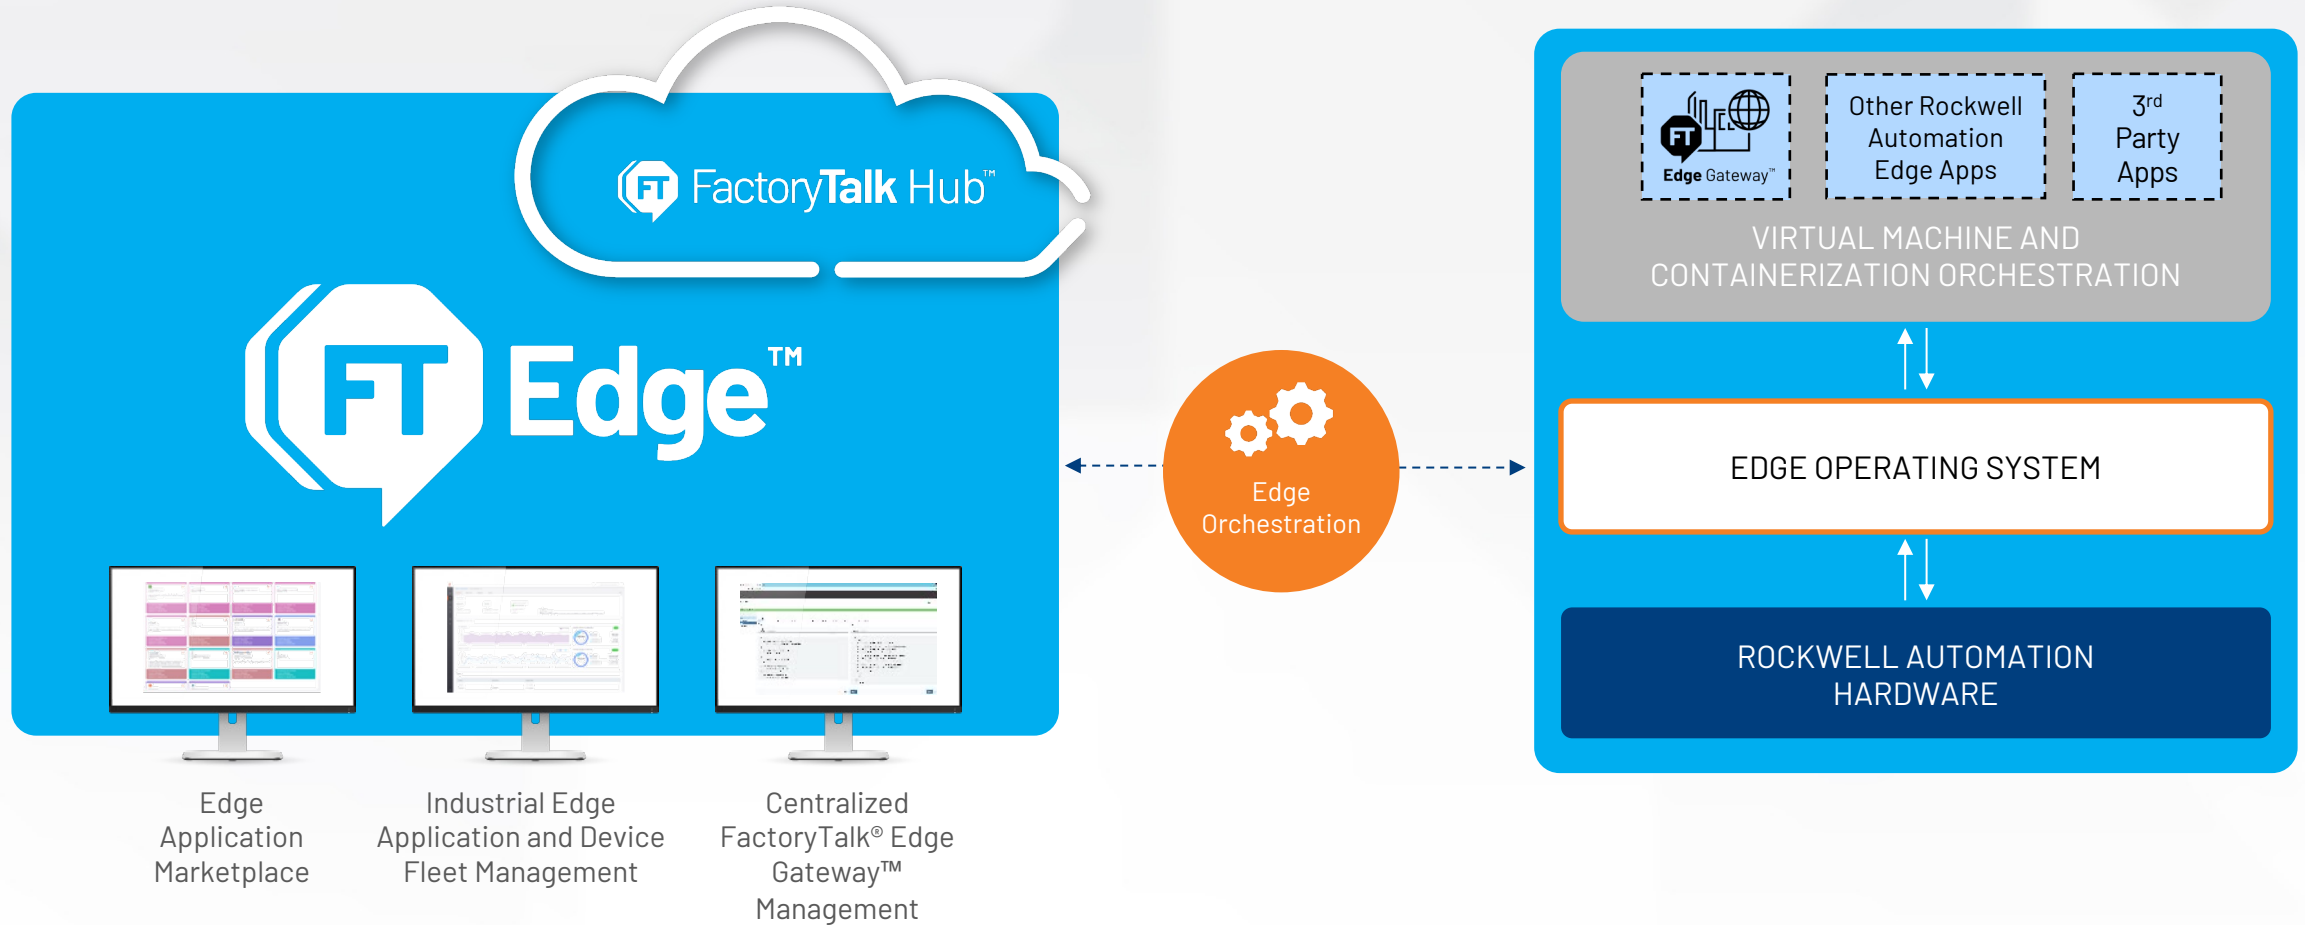 FT FactoryTalk Hub™
FT Edge™
Edge
Application
Marketplace
Industrial Edge
Application and Device
Fleet Management
Centralized
FactoryTalk® Edge
Gateway™
Management
Edge
Orchestration
FT
Edge Gateway™
Other Rockwell
Automation
Edge Apps
3rd
Party
Apps
VIRTUAL MACHINE AND
CONTAINERIZATION ORCHESTRATION
EDGE OPERATING SYSTEM
ROCKWELL AUTOMATION
HARDWARE